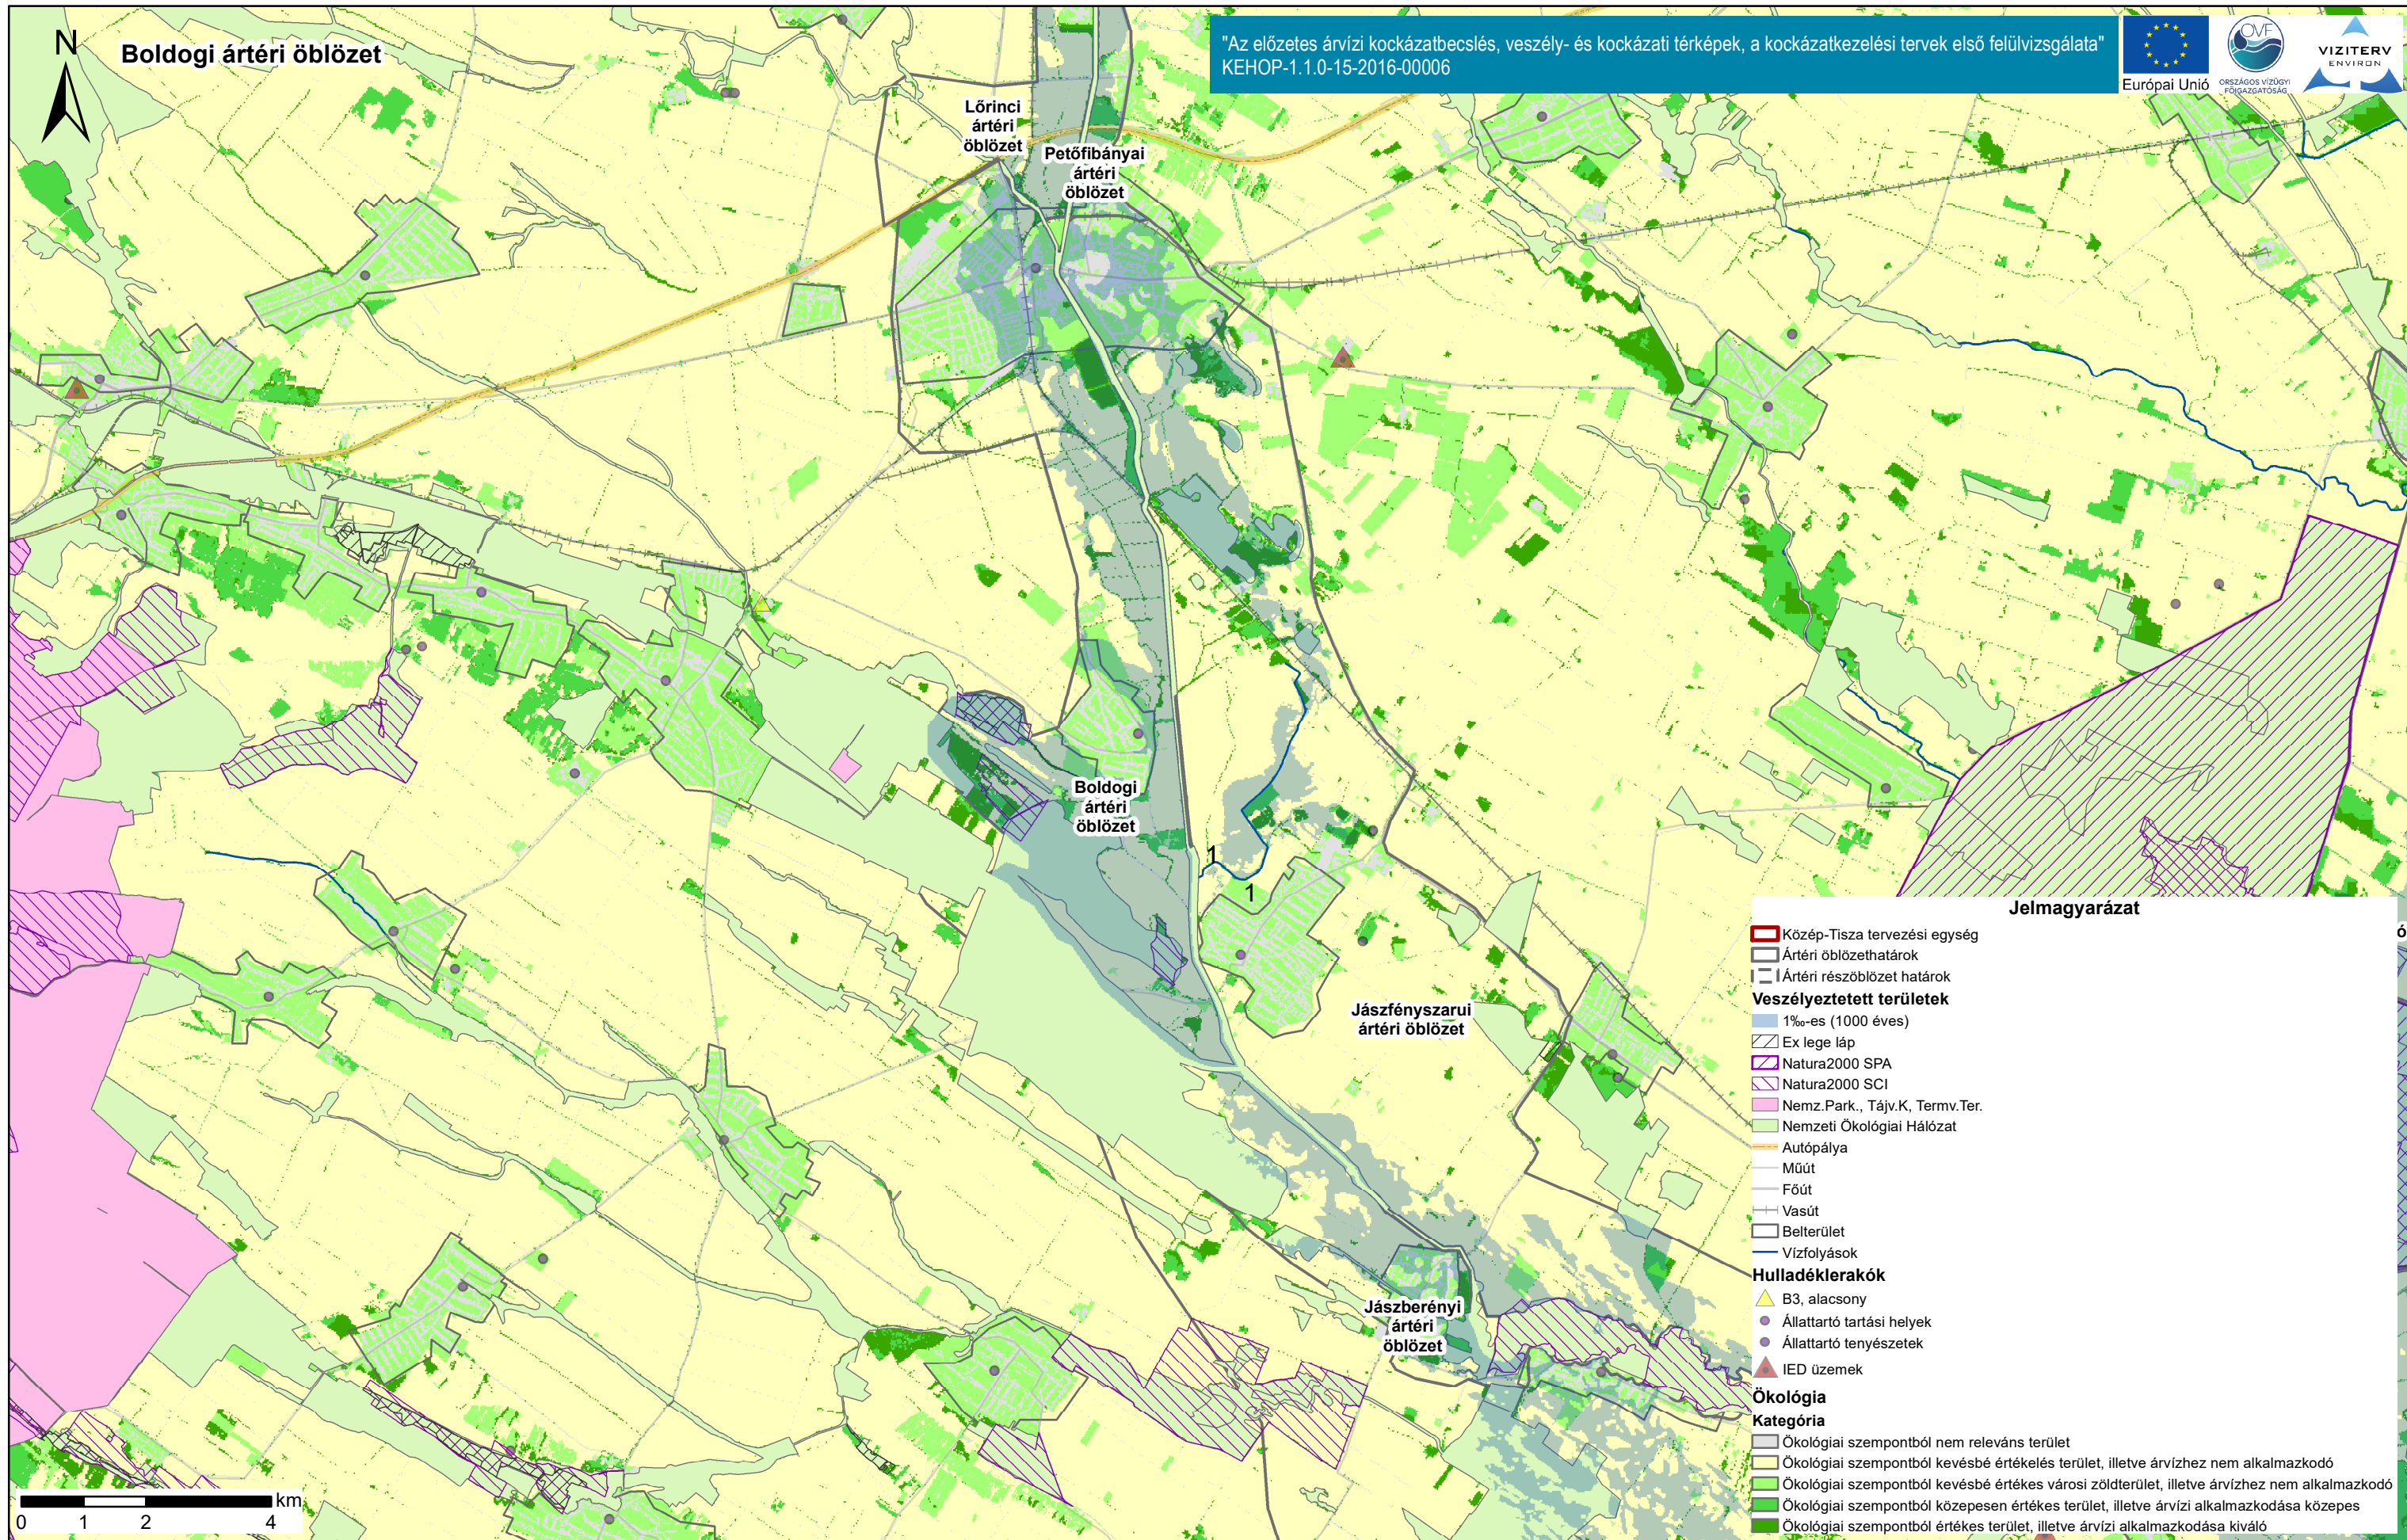 N
Boldogi ártéri öblözet
"Az előzetes árvízi kockázatbecslés, veszély- és kockázati térképek, a kockázatkezelési tervek első felülvizsgálata"
KEHOP-1.1.0-15-2016-00006
Európai Unió
OVF
ORSZÁGOS VÍZÜGYI
FŐIGAZGATÓSÁG
VIZITERV
ENVIRON
Lőrinci
ártéri
öblözet
Petőfibányai
ártéri
öblözet
Boldogi
ártéri
öblözet
1
1
Jászfényszarui
ártéri öblözet
Jászberényi
ártéri
öblözet
Jelmagyarázat
Közép-Tisza tervezési egység
Ártéri öblözethatárok
Ártéri részöblözet határok
Veszélyeztetett területek
1‰-es (1000 éves)
Ex lege láp
Natura2000 SPA
Natura2000 SCI
Nemz.Park., Tájv.K, Termv.Ter.
Nemzeti Ökológiai Hálózat
Autópálya
Műút
Főút
Vasút
Belterület
Vízfolyások
Hulladéklerakók
B3, alacsony
Állattartó tartási helyek
Állattartó tenyészetek
IED üzemek
Ökológia
Kategória
Ökológiai szempontból nem releváns terület
Ökológiai szempontból kevésbé értékelés terület, illetve árvízhez nem alkalmazkodó
Ökológiai szempontból kevésbé értékes városi zöldterület, illetve árvízhez nem alkalmazkodó
Ökológiai szempontból közepesen értékes terület, illetve árvízi alkalmazkodása közepes
Ökológiai szempontból értékes terület, illetve árvízi alkalmazkodása kiváló
km
0 1 2 4